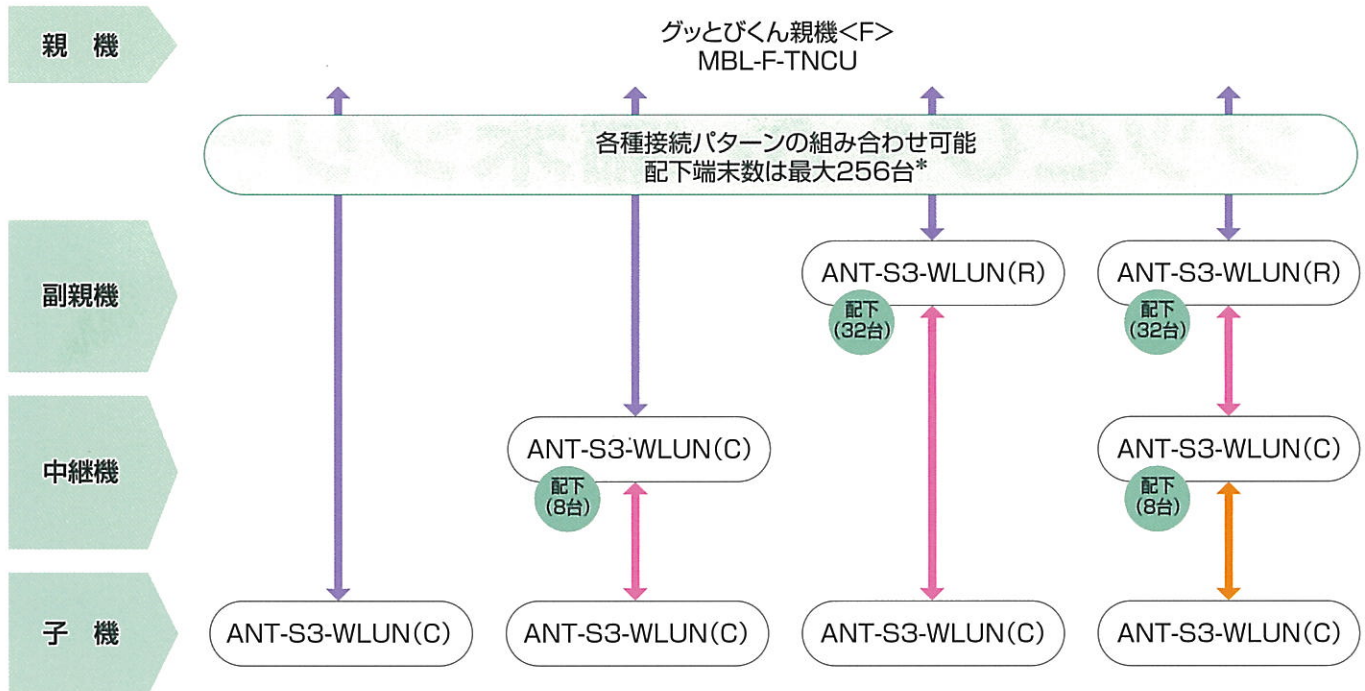 親 機
グッとびくん親機<F>
MBL-F-TNCU
各種接続パターンの組み合わせ可能
配下端末数は最大256台*
副親機
ANT-S3-WLUN(R)
配下
(32台)
ANT-S3-WLUN(R)
配下
(32台)
中継機
ANT-S3-WLUN(C)
配下
(8台)
ANT-S3-WLUN(C)
配下
(8台)
子 機
ANT-S3-WLUN(C)
ANT-S3-WLUN(C)
ANT-S3-WLUN(C)
ANT-S3-WLUN(C)